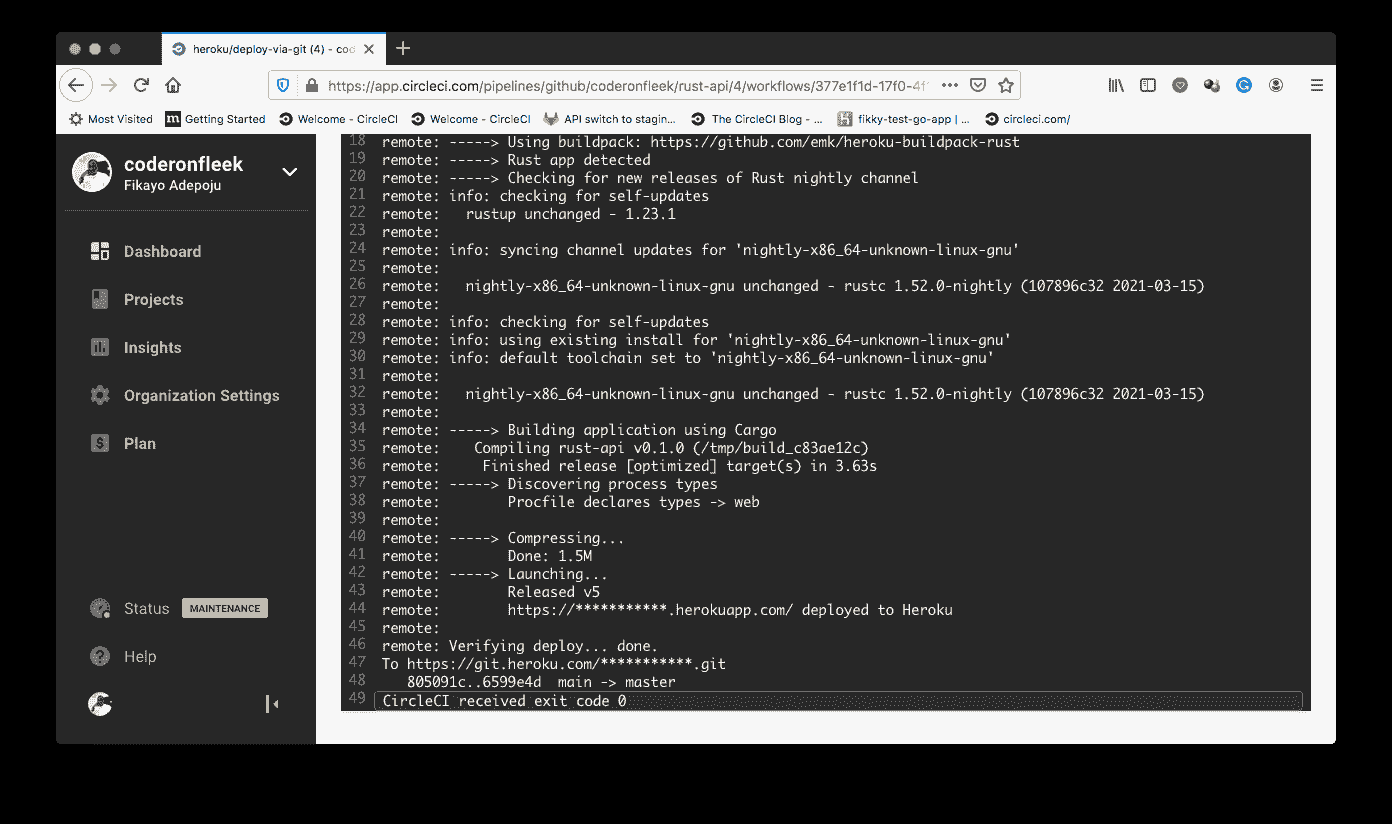 heroku/deploy-via-git (4) - cod
https://app.circleci.com/pipelines/github/coderonfleek/rust-api/4/workflows/377e1f1d-17f0-4f
Most Visited Getting Started Welcome - CircleCI Welcome - CircleCI API switch to stagin... The CircleCI Blog - ... fikky-test-go-app | ... circleci.com/
coderonfleek
Fikayo Adepoju
Dashboard
Projects
Insights
Organization Settings
Plan
Status MAINTENANCE
Help
18 remote: -----> Using buildpack: https://github.com/emk/heroku-buildpack-rust
19 remote: -----> Rust app detected
20 remote: -----> Checking for new releases of Rust nightly channel
21 remote: info: checking for self-updates
22 remote:   rustup unchanged - 1.23.1
23 remote:
24 remote: info: syncing channel updates for 'nightly-x86_64-unknown-linux-gnu'
25 remote:
26 remote:   nightly-x86_64-unknown-linux-gnu unchanged - rustc 1.52.0-nightly (107896c32 2021-03-15)
27 remote:
28 remote: info: checking for self-updates
29 remote: info: using existing install for 'nightly-x86_64-unknown-linux-gnu'
30 remote: info: default toolchain set to 'nightly-x86_64-unknown-linux-gnu'
31 remote:
32 remote:   nightly-x86_64-unknown-linux-gnu unchanged - rustc 1.52.0-nightly (107896c32 2021-03-15)
33 remote:
34 remote: -----> Building application using Cargo
35 remote:    Compiling rust-api v0.1.0 (/tmp/build_c83ae12c)
36 remote:     Finished release [optimized] target(s) in 3.63s
37 remote: -----> Discovering process types
38 remote:        Procfile declares types -> web
39 remote:
40 remote: -----> Compressing...
41 remote:        Done: 1.5M
42 remote: -----> Launching...
43 remote:        Released v5
44 remote:        https://***********.herokuapp.com/ deployed to Heroku
45 remote:
46 remote: Verifying deploy... done.
47 To https://git.heroku.com/***********.git
48    805091c..6599e4d  main -> master
49 CircleCI received exit code 0